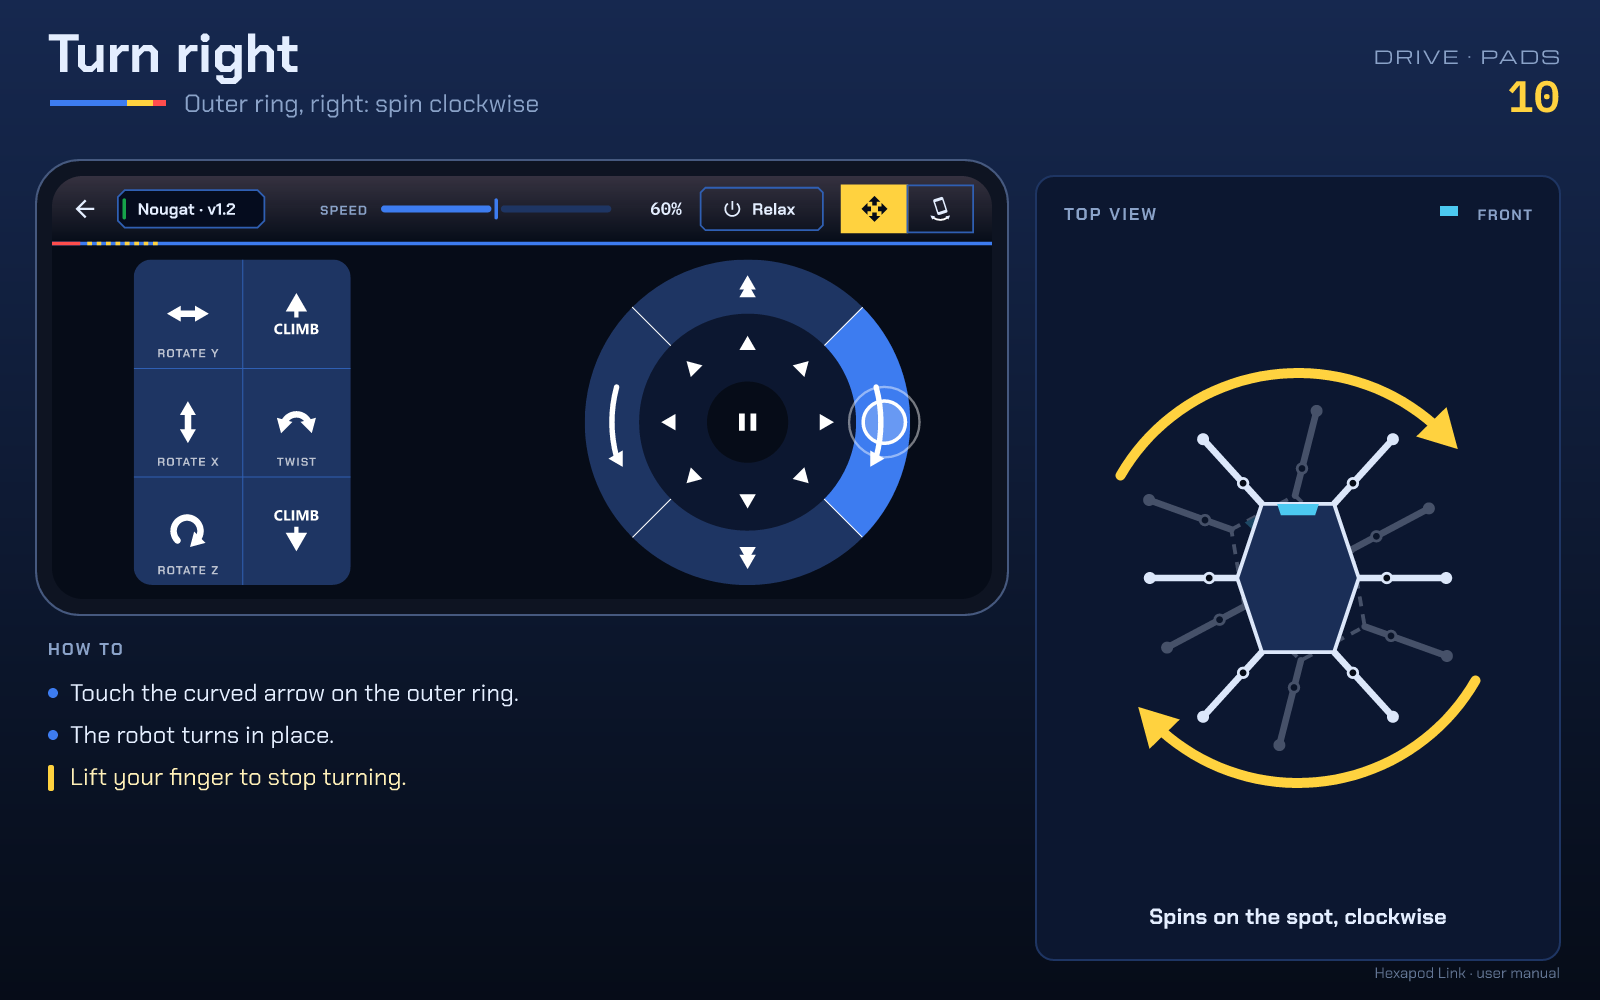 Turn right
Outer ring, right: spin clockwise
DRIVE · PADS
10
Nougat · v1.2
SPEED
60%
Relax
ROTATE Y
CLIMB
ROTATE X
TWIST
ROTATE Z
CLIMB
TOP VIEW
FRONT
Spins on the spot, clockwise
HOW TO
Touch the curved arrow on the outer ring.
The robot turns in place.
Lift your finger to stop turning.
Hexapod Link · user manual